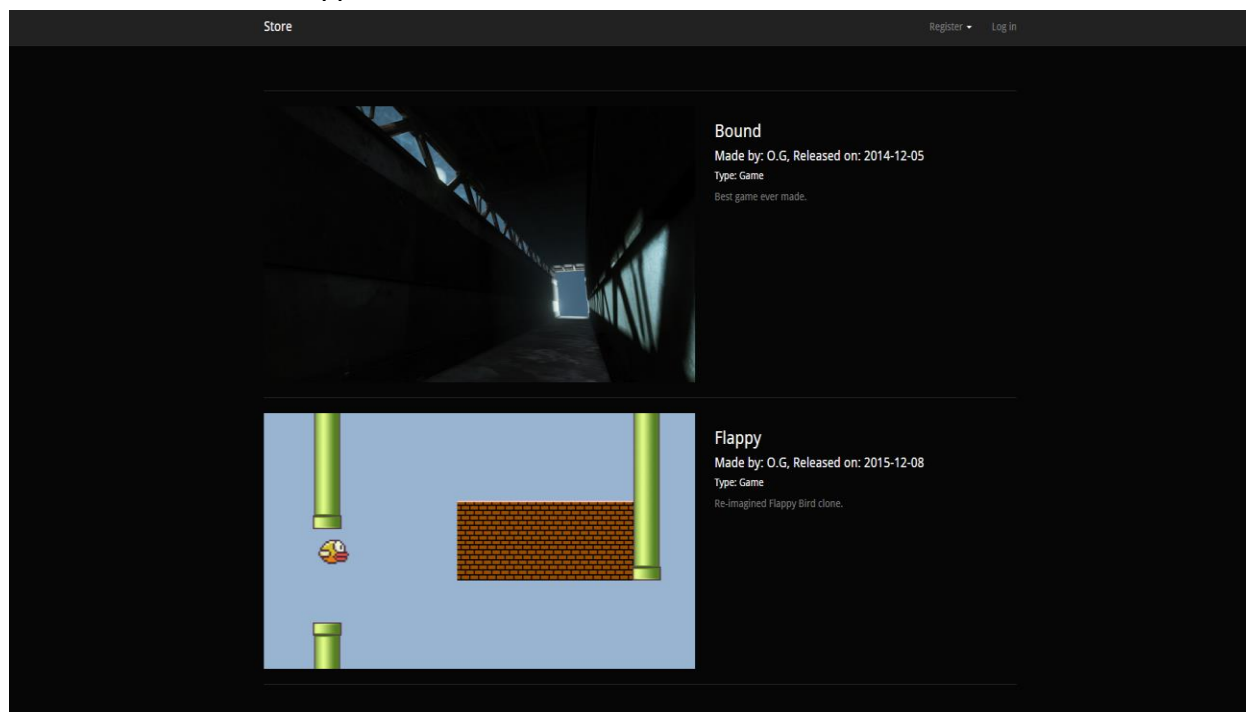 Store
Register
Log in
Bound
Made by: O.G, Released on: 2014-12-05
Type: Game
Best game ever made.
Flappy
Made by: O.G, Released on: 2015-12-08
Type: Game
Re-imagined Flappy Bird clone.